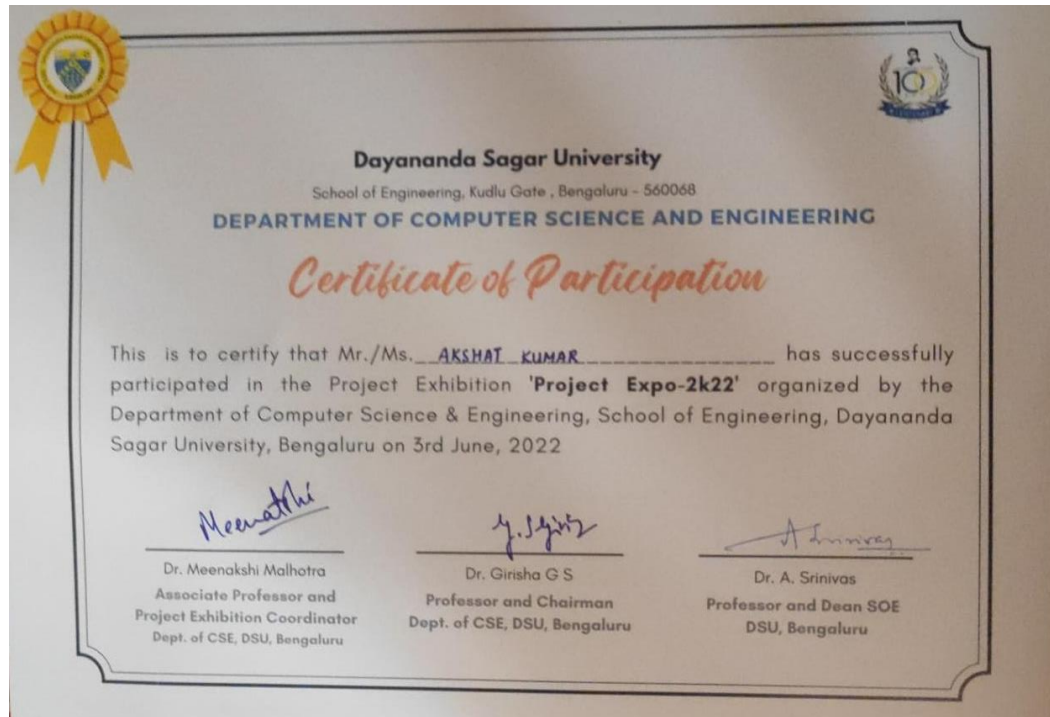 100
Dayananda Sagar University
School of Engineering, Kudlu Gate , Bengaluru - 560068
DEPARTMENT OF COMPUTER SCIENCE AND ENGINEERING
Certificate of Participation
This is to certify that Mr./Ms. AKSHAT KUMAR has successfully
participated in the Project Exhibition 'Project Expo-2k22' organized by the
Department of Computer Science & Engineering, School of Engineering, Dayananda
Sagar University, Bengaluru on 3rd June, 2022
Meenakshi
A Srinivas
Dr. Meenakshi Malhotra
Associate Professor and
Project Exhibition Coordinator
Dept. of CSE, DSU, Bengaluru
Dr. Girisha G S
Professor and Chairman
Dept. of CSE, DSU, Bengaluru
Dr. A. Srinivas
Professor and Dean SOE
DSU, Bengaluru